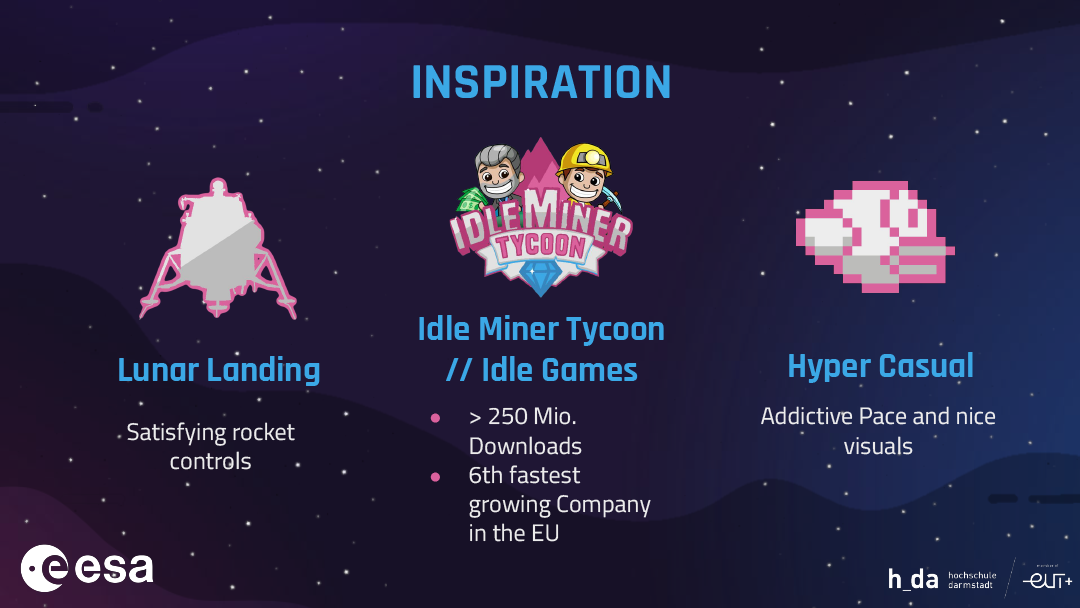 INSPIRATION
IDLE MINER
TYCOON
Lunar Landing
Satisfying rocket
controls
Idle Miner Tycoon
// Idle Games
● > 250 Mio.
Downloads
● 6th fastest
growing Company
in the EU
Hyper Casual
Addictive Pace and nice
visuals
esa
h_da
hochschule
darmstadt
EUT+